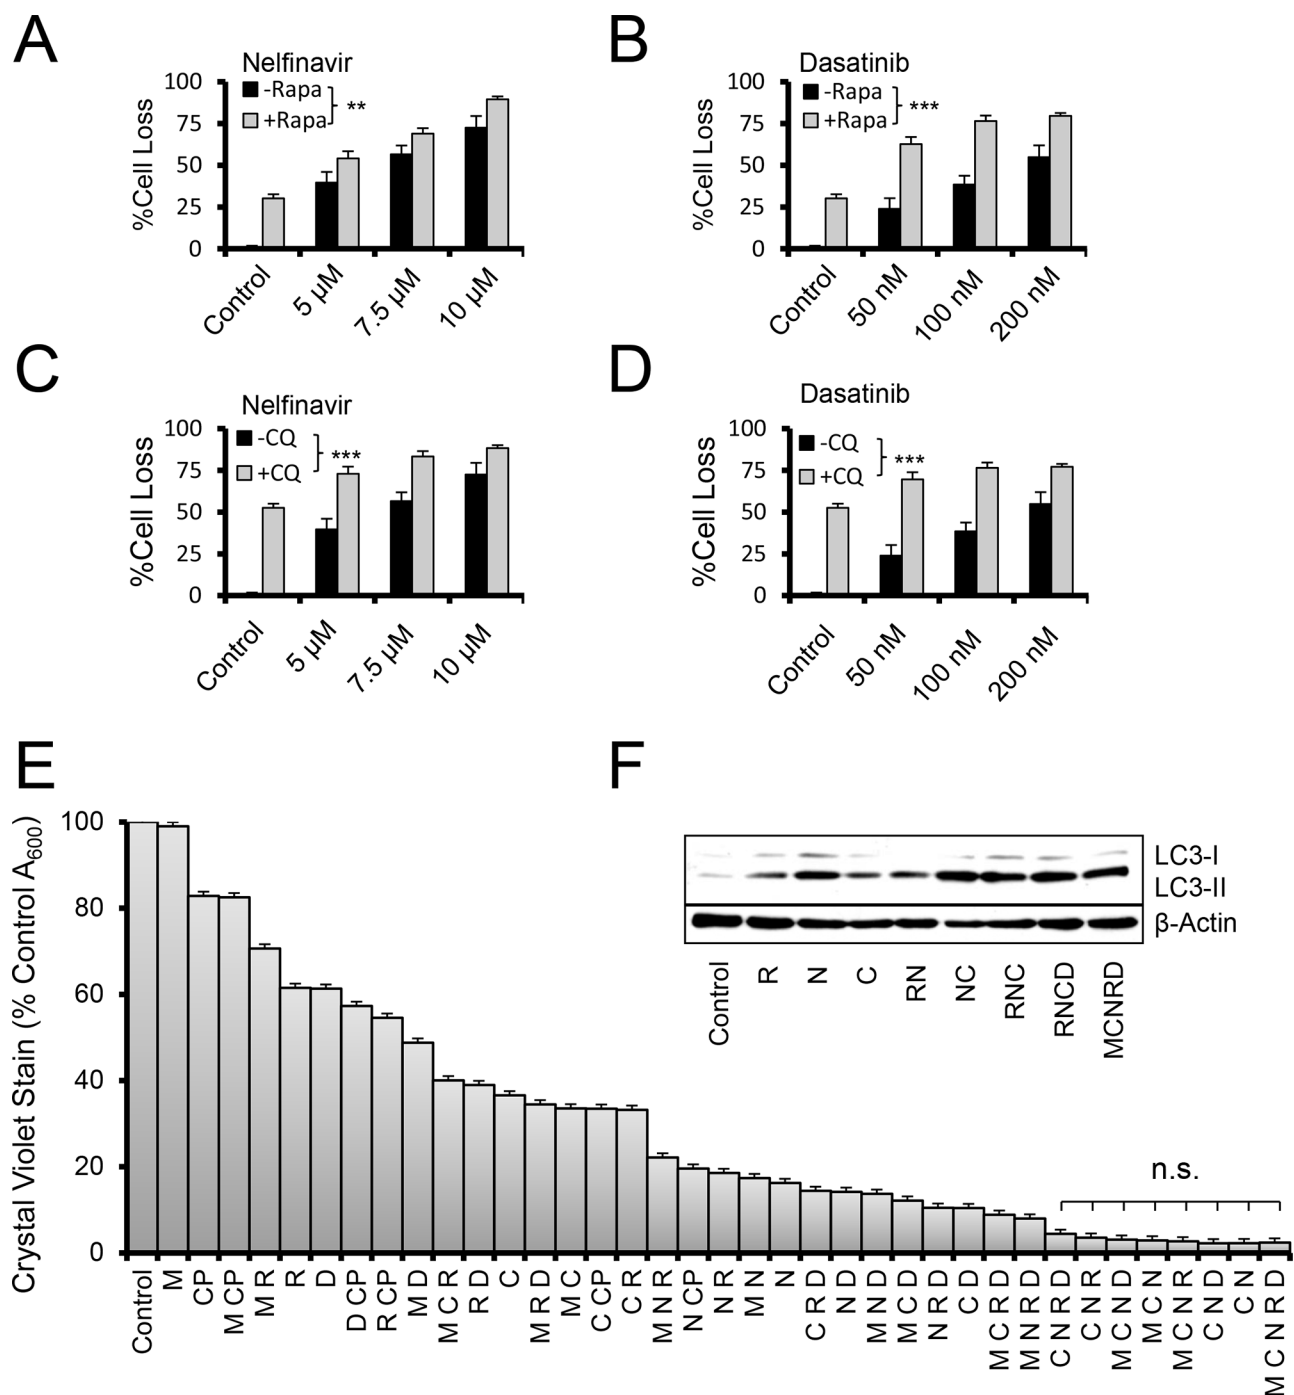 A
Nelfinavir
-Rapa
+Rapa
**
%Cell Loss
100
75
50
25
0
Control
5 µM
7.5 µM
10 µM
B
Dasatinib
-Rapa
+Rapa
***
%Cell Loss
100
75
50
25
0
Control
50 nM
100 nM
200 nM
C
Nelfinavir
-CQ
+CQ
***
%Cell Loss
100
75
50
25
0
Control
5 µM
7.5 µM
10 µM
D
Dasatinib
-CQ
+CQ
***
%Cell Loss
100
75
50
25
0
Control
50 nM
100 nM
200 nM
E
Crystal Violet Stain (% Control A600)
100
80
60
40
20
0
n.s.
Control
M
CP
M CP
M R
R
D
D CP
R CP
M D
M C R
R D
C
M R D
M C
C CP
C R
M N R
N CP
N R
M N
N
C R D
N D
M N D
M C D
N R D
C D
M C R D
M N R D
C N R D
C N R
M C N D
M C N
M C N R
C N D
C N
M C N R D
F
LC3-I
LC3-II
β-Actin
Control
R
N
C
RN
NC
RNC
RNCD
MCNRD